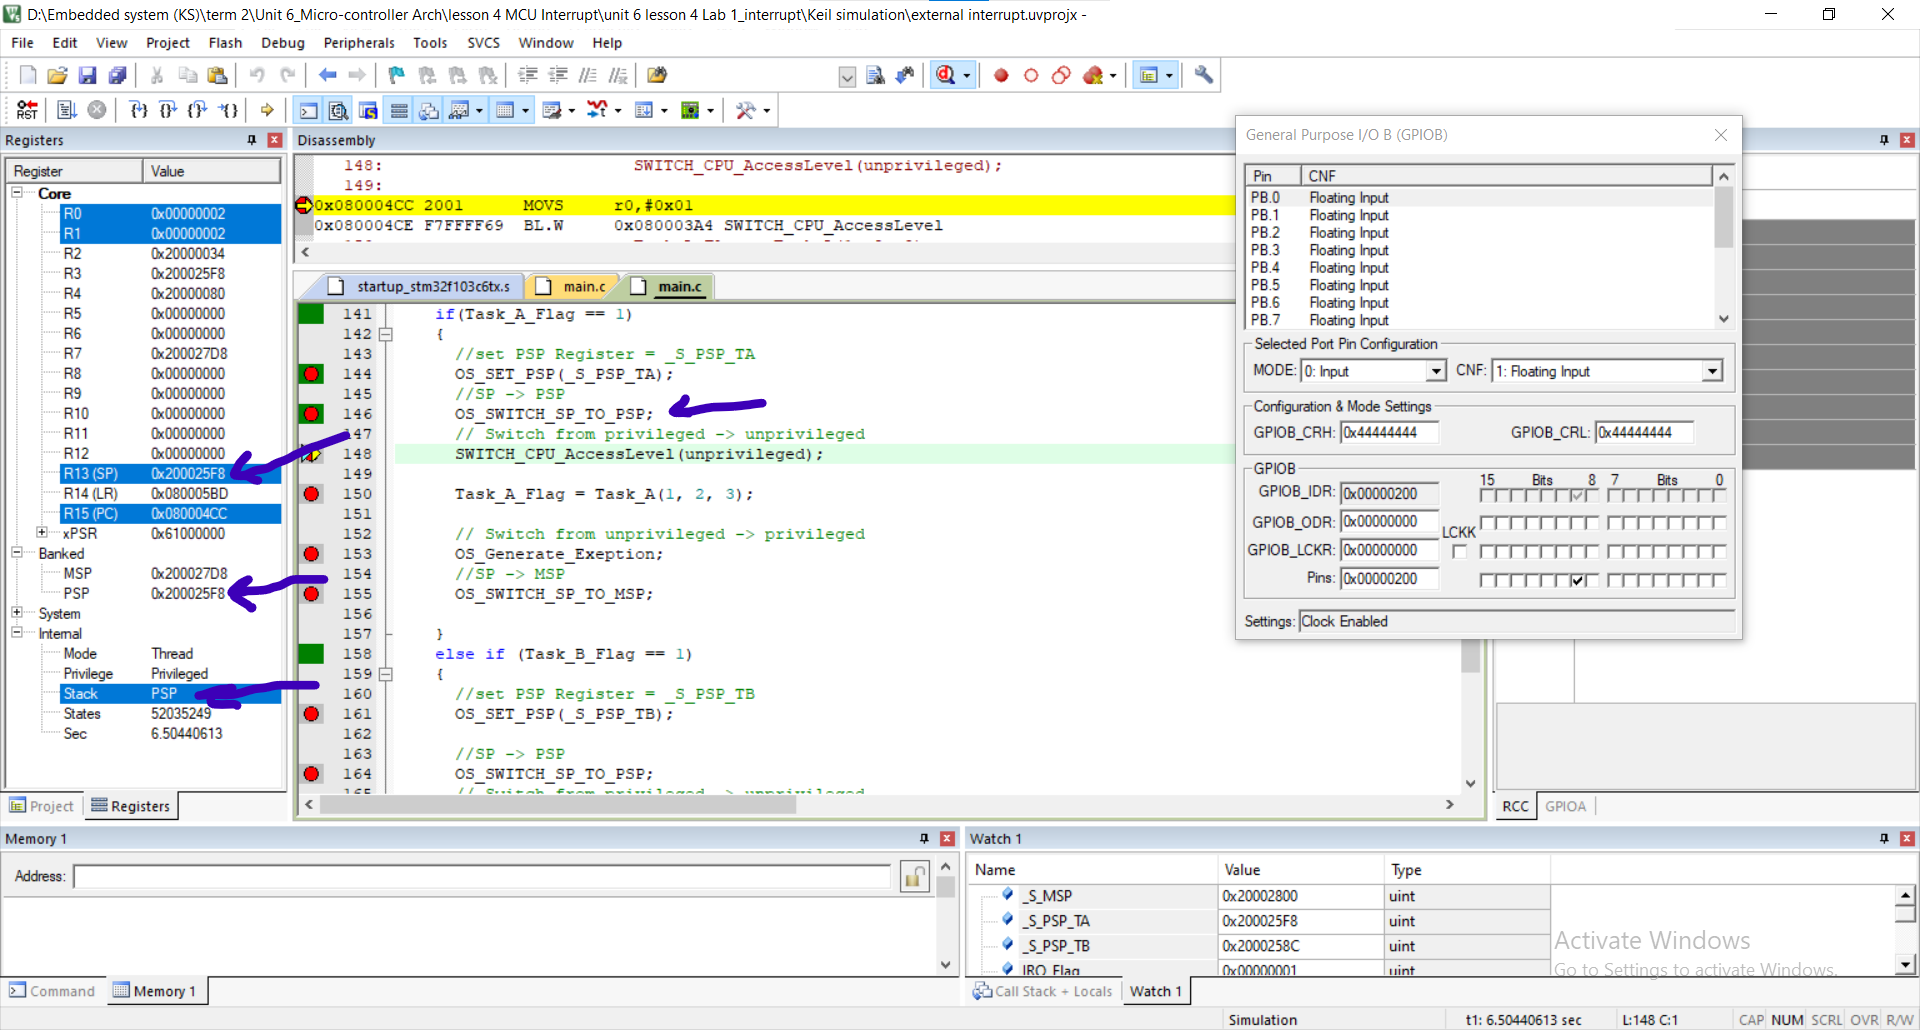 D:\Embedded system (KS)\term 2\Unit 6_Micro-controller Arch\lesson 4 MCU Interrupt\unit 6 lesson 4 Lab 1_interrupt\Keil simulation\external interrupt.uvprojx -
File Edit View Project Flash Debug Peripherals Tools SVCS Window Help
RST
Registers
Register Value
Core
R0 0x00000002
R1 0x00000002
R2 0x20000034
R3 0x200025F8
R4 0x20000080
R5 0x00000000
R6 0x00000000
R7 0x200027D8
R8 0x00000000
R9 0x00000000
R10 0x00000000
R11 0x00000000
R12 0x00000000
R13 (SP) 0x200025F8
R14 (LR) 0x080005BD
R15 (PC) 0x080004CC
xPSR 0x61000000
Banked
MSP 0x200027D8
PSP 0x200025F8
System
Internal
Mode Thread
Privilege Privileged
Stack PSP
States 52035249
Sec 6.50440613
Project Registers
Disassembly
148: SWITCH_CPU_AccessLevel(unprivileged);
149:
0x080004CC 2001 MOVS r0,#0x01
0x080004CE F7FFFF69 BL.W 0x080003A4 SWITCH_CPU_AccessLevel
startup_stm32f103c6tx.s main.c main.c
141 if(Task_A_Flag == 1)
142 {
143 //set PSP Register = _S_PSP_TA
144 OS_SET_PSP(_S_PSP_TA);
145 //SP -> PSP
146 OS_SWITCH_SP_TO_PSP;
147 // Switch from privileged -> unprivileged
148 SWITCH_CPU_AccessLevel(unprivileged);
149
150 Task_A_Flag = Task_A(1, 2, 3);
151
152 // Switch from unprivileged -> privileged
153 OS_Generate_Exeption;
154 //SP -> MSP
155 OS_SWITCH_SP_TO_MSP;
156
157 }
158 else if (Task_B_Flag == 1)
159 {
160 //set PSP Register = _S_PSP_TB
161 OS_SET_PSP(_S_PSP_TB);
162
163 //SP -> PSP
164 OS_SWITCH_SP_TO_PSP;
165 // Switch from privileged -> unprivileged
General Purpose I/O B (GPIOB)
Pin CNF
PB.0 Floating Input
PB.1 Floating Input
PB.2 Floating Input
PB.3 Floating Input
PB.4 Floating Input
PB.5 Floating Input
PB.6 Floating Input
PB.7 Floating Input
Selected Port Pin Configuration
MODE: 0: Input CNF: 1: Floating Input
Configuration & Mode Settings
GPIOB_CRH: 0x44444444 GPIOB_CRL: 0x44444444
GPIOB
15 Bits 8 7 Bits 0
GPIOB_IDR: 0x00000200
GPIOB_ODR: 0x00000000
LCKK
GPIOB_LCKR: 0x00000000
Pins: 0x00000200
Settings: Clock Enabled
RCC GPIOA
Memory 1
Address:
Command Memory 1
Watch 1
Name Value Type
_S_MSP 0x20002800 uint
_S_PSP_TA 0x200025F8 uint
_S_PSP_TB 0x2000258C uint
IRQ_Flag 0x00000001 uint
Call Stack + Locals Watch 1
Activate Windows
Go to Settings to activate Windows.
Simulation t1: 6.50440613 sec L:148 C:1 CAP NUM SCRL OVR R/W